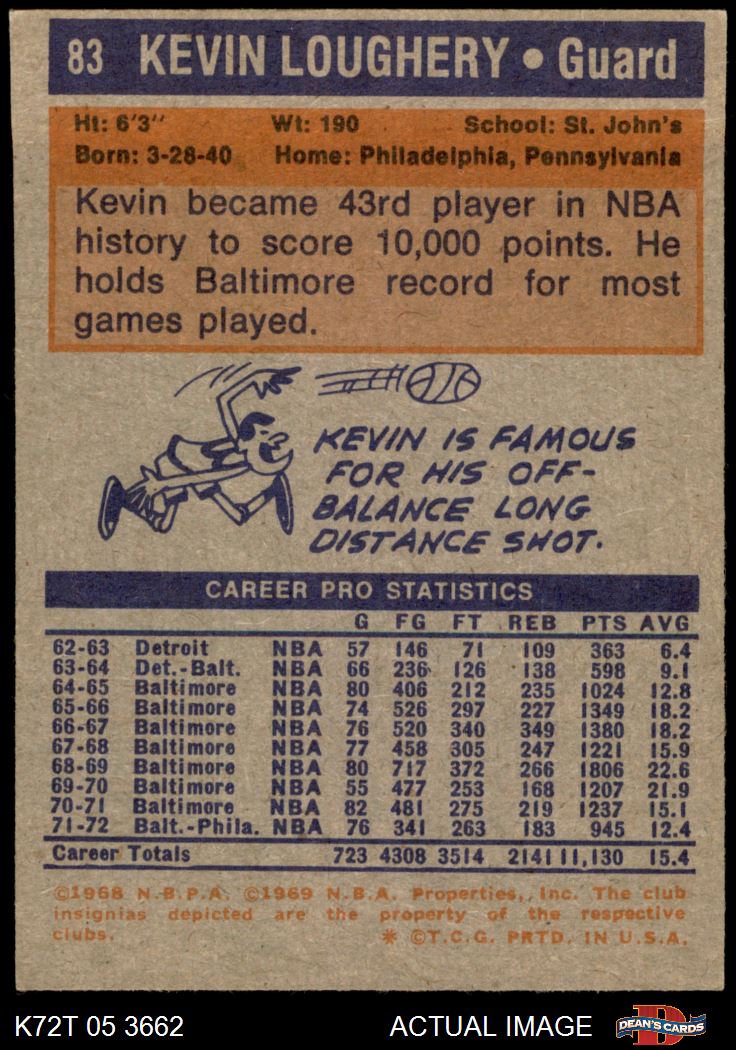 83 KEVIN LOUGHERY • Guard
Ht: 6'3" Wt: 190 School: St. John's
Born: 3-28-40 Home: Philadelphia, Pennsylvania
Kevin became 43rd player in NBA
history to score 10,000 points. He
holds Baltimore record for most
games played.
KEVIN IS FAMOUS
FOR HIS OFF-
BALANCE LONG
DISTANCE SHOT.
CAREER PRO STATISTICS
G FG FT REB PTS AVG
62-63 Detroit NBA 57 146 71 109 363 6.4
63-64 Det.-Balt. NBA 66 236 126 138 598 9.1
64-65 Baltimore NBA 80 406 212 235 1024 12.8
65-66 Baltimore NBA 74 526 297 227 1349 18.2
66-67 Baltimore NBA 76 520 340 349 1380 18.2
67-68 Baltimore NBA 77 458 305 247 1221 15.9
68-69 Baltimore NBA 80 717 372 266 1806 22.6
69-70 Baltimore NBA 55 477 253 168 1207 21.9
70-71 Baltimore NBA 82 481 275 219 1237 15.1
71-72 Balt.-Phila. NBA 76 341 263 183 945 12.4
Career Totals 723 4308 3514 2141 11,130 15.4
©1968 N.B.P.A. ©1969 N.B.A. Properties, Inc. The club
insignias depicted are the property of the respective
clubs. * ©T.C.G. PRTD. IN U.S.A.
K72T 05 3662 ACTUAL IMAGE DEAN'S CARDS